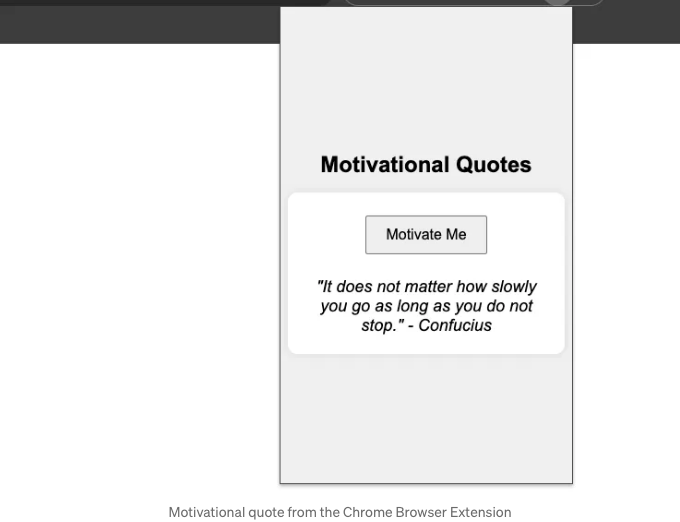 Motivational Quotes
Motivate Me
"It does not matter how slowly
you go as long as you do not
stop." - Confucius
Motivational quote from the Chrome Browser Extension